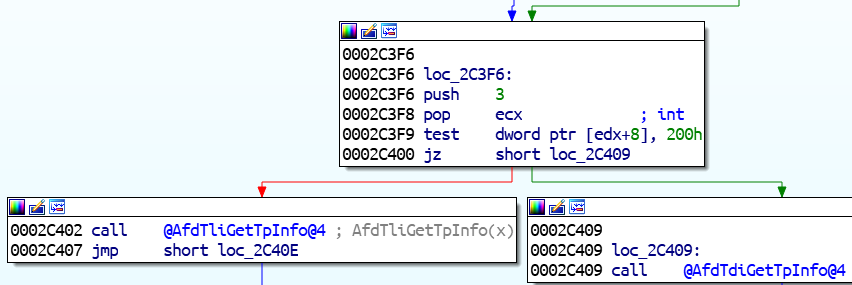 0002C3F6
0002C3F6 loc_2C3F6:
0002C3F6 push 3
0002C3F8 pop ecx ; int
0002C3F9 test dword ptr [edx+8], 200h
0002C400 jz short loc_2C409
0002C402 call @AfdTliGetTpInfo@4 ; AfdTliGetTpInfo(x)
0002C407 jmp short loc_2C40E
0002C409
0002C409 loc_2C409:
0002C409 call @AfdTdiGetTpInfo@4